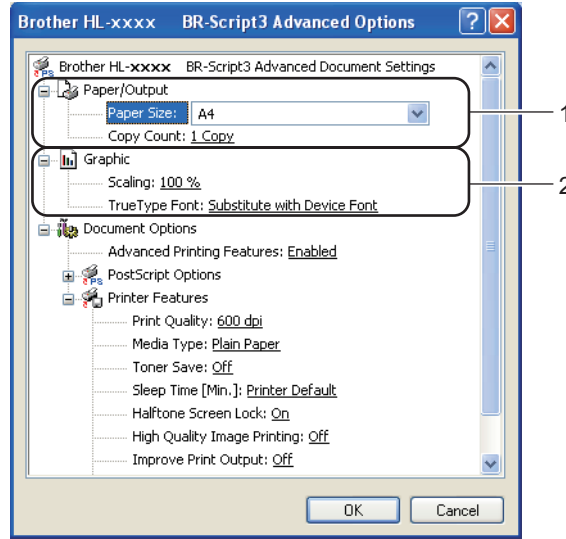 Brother HL-xxxx BR-Script3 Advanced Options
Brother HL-xxxx BR-Script3 Advanced Document Settings
Paper/Output
Paper Size: A4
1
Copy Count: 1 Copy
Graphic
Scaling: 100 %
2
TrueType Font: Substitute with Device Font
Document Options
Advanced Printing Features: Enabled
PostScript Options
Printer Features
Print Quality: 600 dpi
Media Type: Plain Paper
Toner Save: Off
Sleep Time [Min.]: Printer Default
Halftone Screen Lock: On
High Quality Image Printing: Off
Improve Print Output: Off
OK Cancel